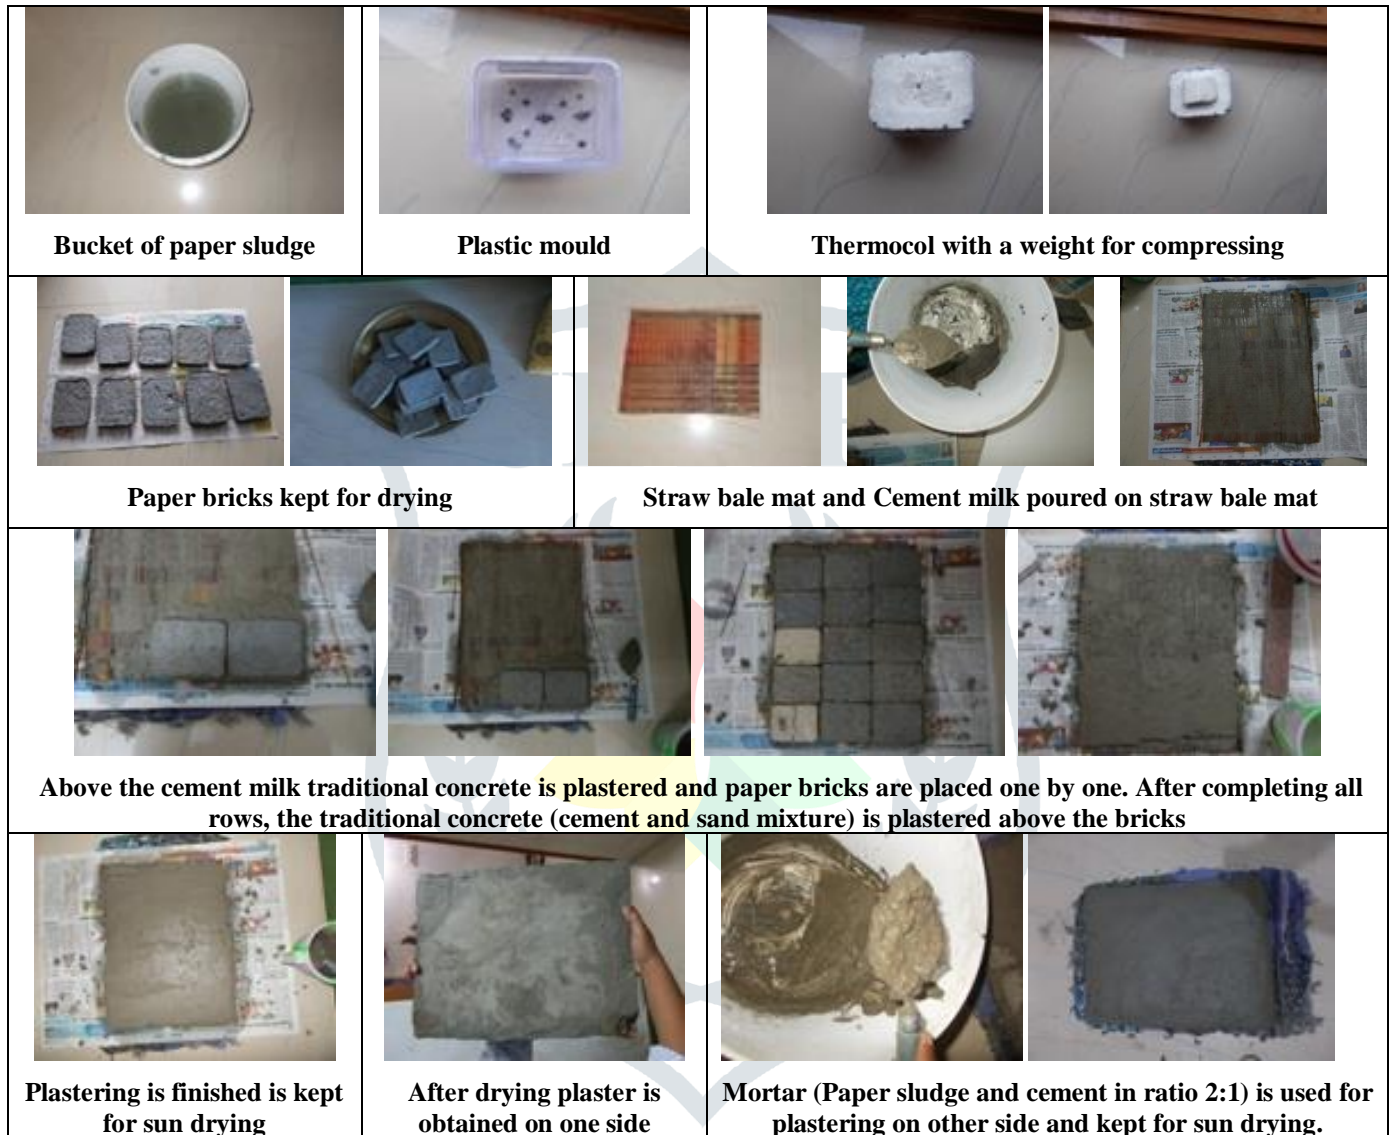 Bucket of paper sludge
Plastic mould
Thermocol with a weight for compressing
Paper bricks kept for drying
Straw bale mat and Cement milk poured on straw bale mat
Above the cement milk traditional concrete is plastered and paper bricks are placed one by one. After completing all
rows, the traditional concrete (cement and sand mixture) is plastered above the bricks
Plastering is finished is kept
for sun drying
After drying plaster is
obtained on one side
Mortar (Paper sludge and cement in ratio 2:1) is used for
plastering on other side and kept for sun drying.